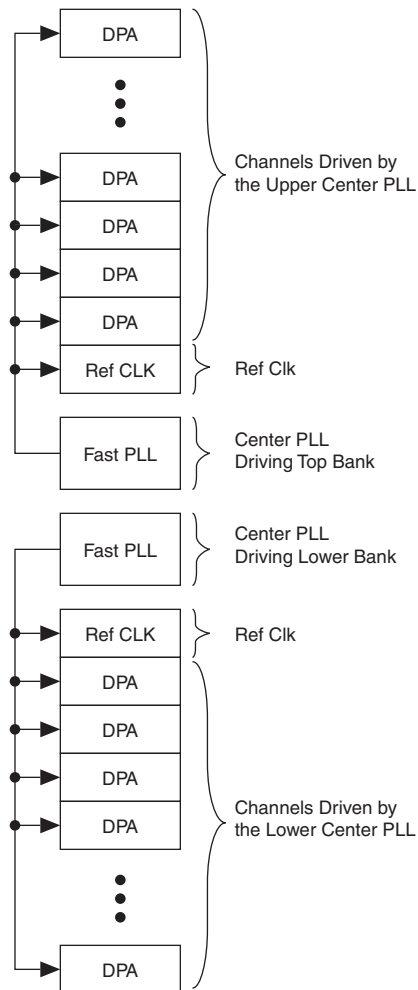 DPA
DPA
Channels Driven by
the Upper Center PLL
DPA
DPA
DPA
Ref CLK
Ref Clk
Fast PLL
Center PLL
Driving Top Bank
Fast PLL
Center PLL
Driving Lower Bank
Ref CLK
Ref Clk
DPA
DPA
DPA
DPA
Channels Driven by
the Lower Center PLL
DPA